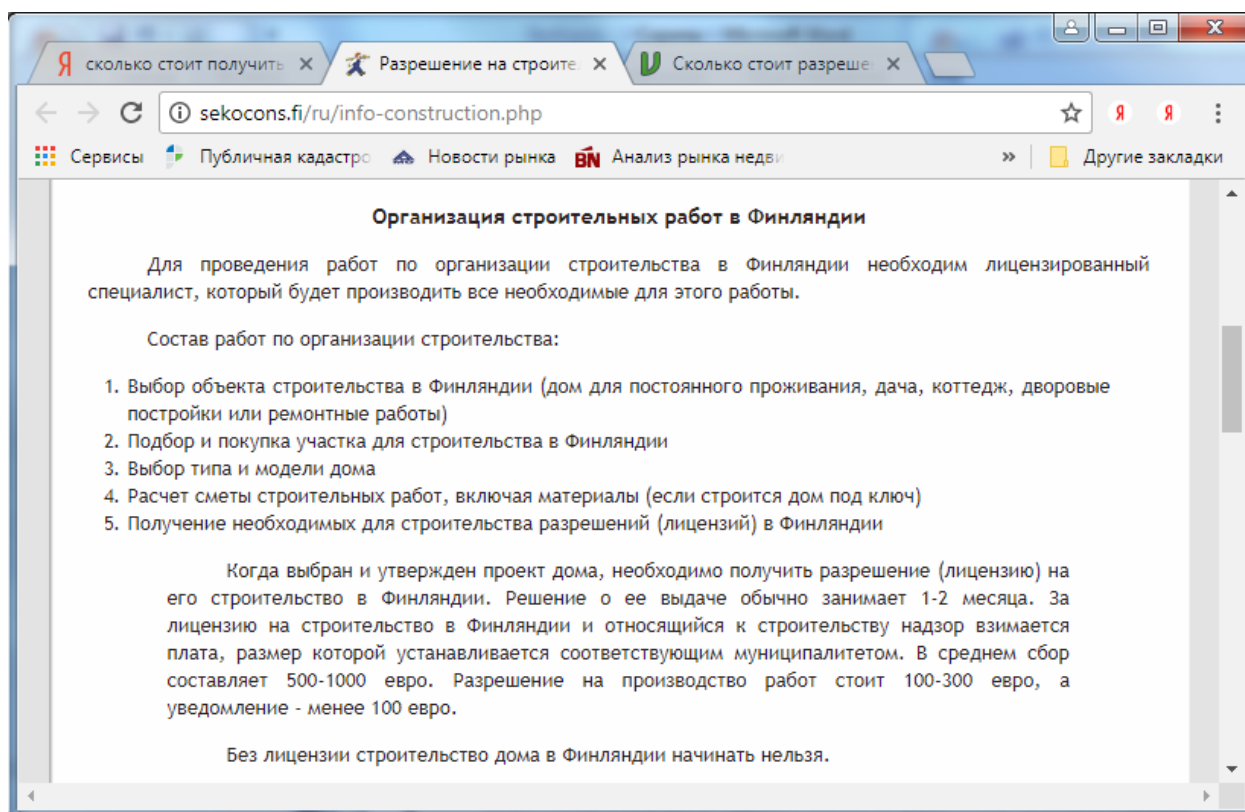 Я сколько стоит получить
Разрешение на строите
Сколько стоит разреше
sekocons.fi/ru/info-construction.php
Я Я
Сервисы Публичная кадастро Новости рынка BN Анализ рынка недви » Другие закладки
Организация строительных работ в Финляндии
Для проведения работ по организации строительства в Финляндии необходим лицензированный
специалист, который будет производить все необходимые для этого работы.
Состав работ по организации строительства:
1. Выбор объекта строительства в Финляндии (дом для постоянного проживания, дача, коттедж, дворовые
постройки или ремонтные работы)
2. Подбор и покупка участка для строительства в Финляндии
3. Выбор типа и модели дома
4. Расчет сметы строительных работ, включая материалы (если строится дом под ключ)
5. Получение необходимых для строительства разрешений (лицензий) в Финляндии
Когда выбран и утвержден проект дома, необходимо получить разрешение (лицензию) на
его строительство в Финляндии. Решение о ее выдаче обычно занимает 1-2 месяца. За
лицензию на строительство в Финляндии и относящийся к строительству надзор взимается
плата, размер которой устанавливается соответствующим муниципалитетом. В среднем сбор
составляет 500-1000 евро. Разрешение на производство работ стоит 100-300 евро, а
уведомление - менее 100 евро.
Без лицензии строительство дома в Финляндии начинать нельзя.